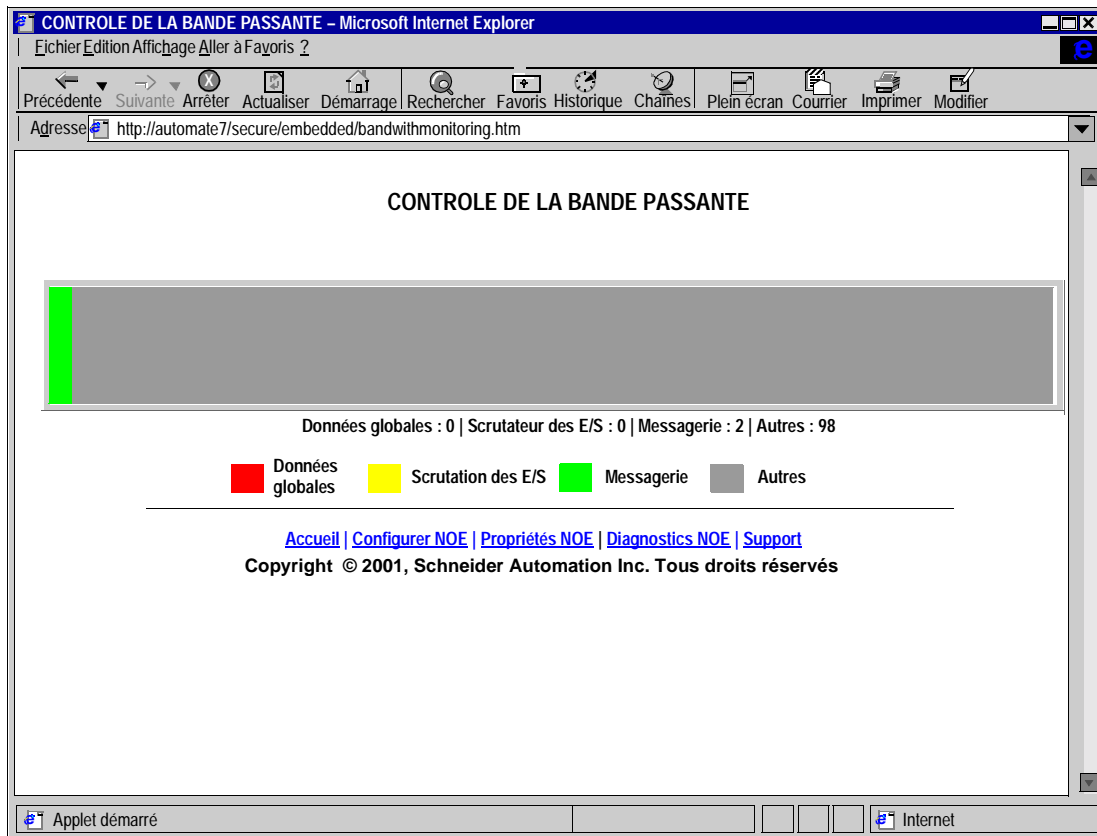 CONTROLE DE LA BANDE PASSANTE – Microsoft Internet Explorer
Fichier Edition Affichage Aller à Favoris ?
Précédente Suivante Arrêter Actualiser Démarrage Rechercher Favoris Historique Chaînes Plein écran Courrier Imprimer Modifier
Adresse http://automate7/secure/embedded/bandwithmonitoring.htm
CONTROLE DE LA BANDE PASSANTE
Données globales : 0 | Scrutateur des E/S : 0 | Messagerie : 2 | Autres : 98
Données globales
Scrutation des E/S
Messagerie
Autres
Accueil | Configurer NOE | Propriétés NOE | Diagnostics NOE | Support
Copyright © 2001, Schneider Automation Inc. Tous droits réservés
Applet démarré
Internet